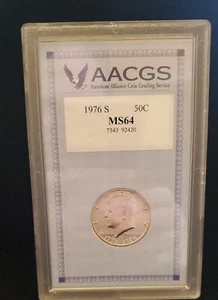 AACGS
American Alliance Coin Grading Service
1976 S 50C
MS64
7343 92420